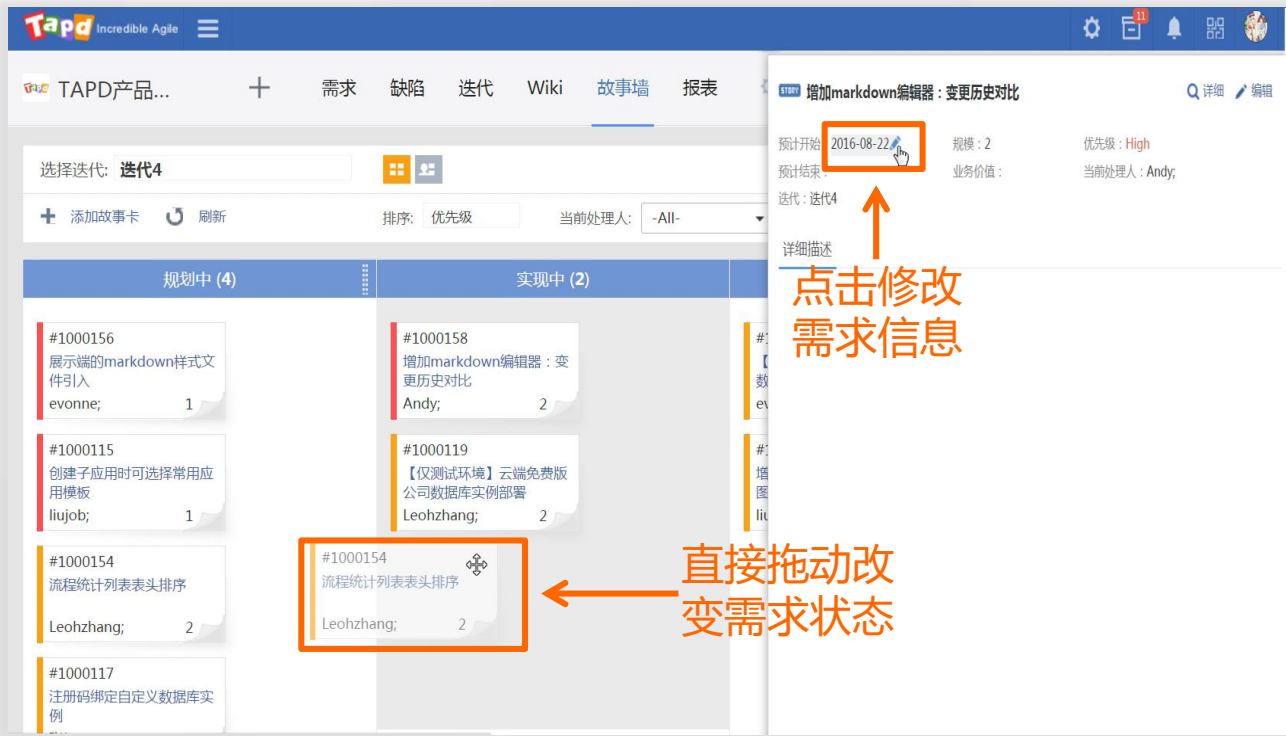 Tapd Incredible Agile
11
TAPD产品...
需求 缺陷 迭代 Wiki 故事墙 报表
选择迭代: 迭代4
添加故事卡 刷新
排序: 优先级 当前处理人: -All-
规划中 (4)
实现中 (2)
#1000156
展示端的markdown样式文
件引入
evonne; 1
#1000115
创建子应用时可选择常用应
用模板
liujob; 1
#1000154
流程统计列表表头排序
Leohzhang; 2
#1000117
注册码绑定自定义数据库实
例
#1000158
增加markdown编辑器：变
更历史对比
Andy; 2
#1000119
【仅测试环境】云端免费版
公司数据库实例部署
Leohzhang; 2
#1000154
流程统计列表表头排序
Leohzhang; 2
直接拖动改
变需求状态
STORY 增加markdown编辑器：变更历史对比
详细 编辑
预计开始: 2016-08-22 规模：2 优先级：High
预计结束： 业务价值： 当前处理人：Andy;
迭代：迭代4
详细描述
点击修改
需求信息